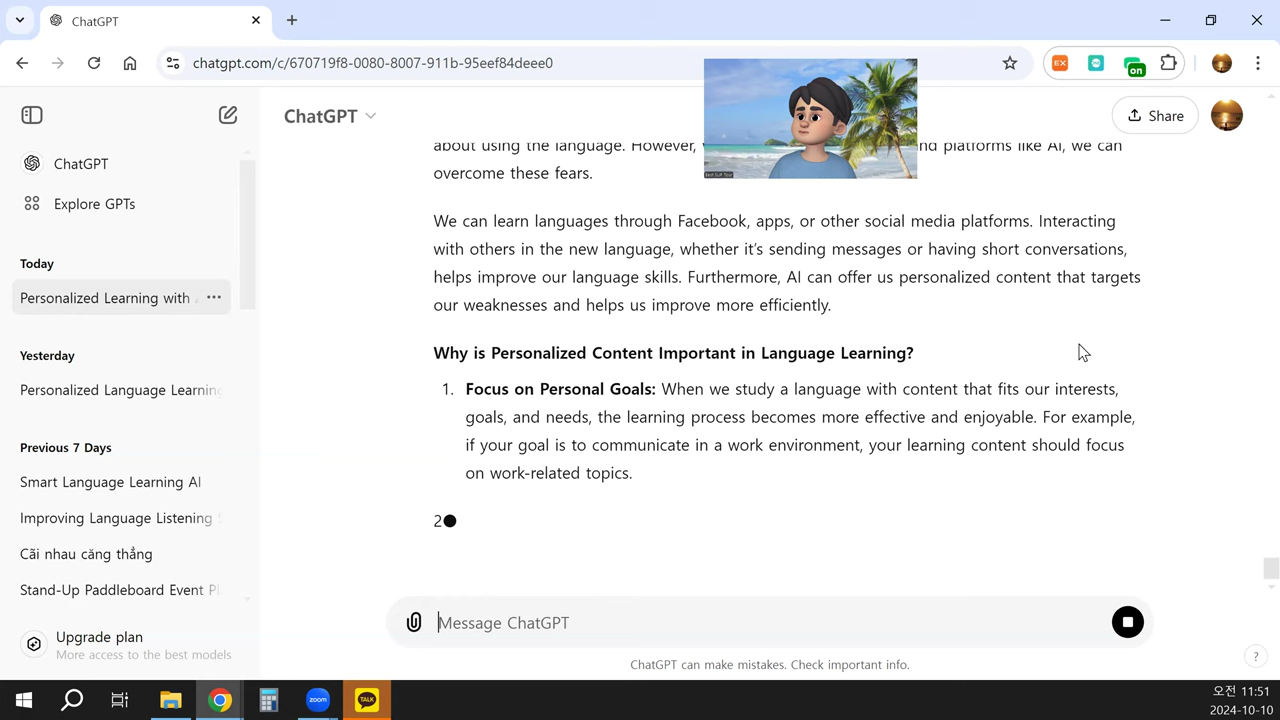 ChatGPT
chatgpt.com/c/670719f8-0080-8007-911b-95eef84deee0
EX
on
ChatGPT
Share
ChatGPT
Explore GPTs
Today
Personalized Learning with
Yesterday
Personalized Language Learning
Previous 7 Days
Smart Language Learning AI
Improving Language Listening
Cãi nhau căng thẳng
Stand-Up Paddleboard Event
Upgrade plan
More access to the best models
about using the language. However, nd platforms like AI, we can
overcome these fears.
We can learn languages through Facebook, apps, or other social media platforms. Interacting
with others in the new language, whether it's sending messages or having short conversations,
helps improve our language skills. Furthermore, AI can offer us personalized content that targets
our weaknesses and helps us improve more efficiently.
Why is Personalized Content Important in Language Learning?
1. Focus on Personal Goals: When we study a language with content that fits our interests,
goals, and needs, the learning process becomes more effective and enjoyable. For example,
if your goal is to communicate in a work environment, your learning content should focus
on work-related topics.
2
Message ChatGPT
ChatGPT can make mistakes. Check important info.
?
zoom
TALK
오전 11:51
2024-10-10